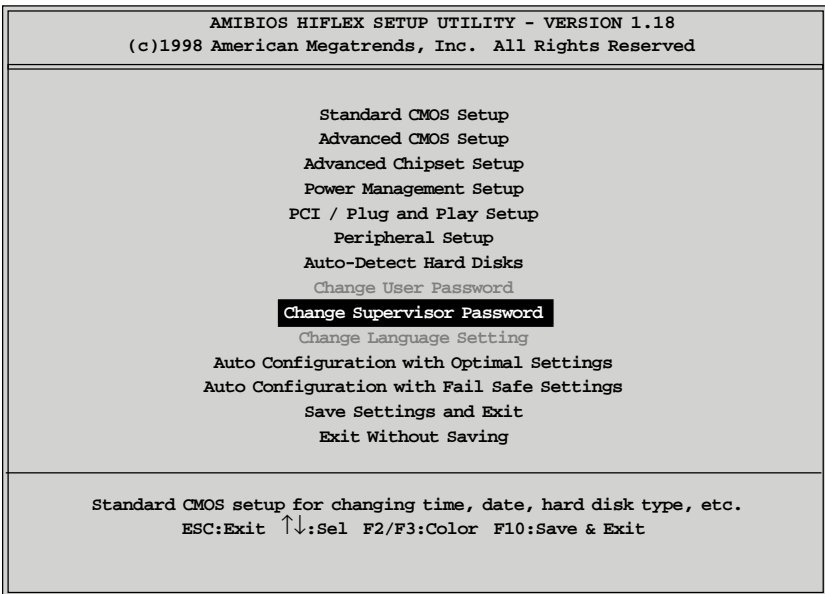 AMIBIOS HIFLEX SETUP UTILITY - VERSION 1.18
(c)1998 American Megatrends, Inc. All Rights Reserved
Standard CMOS Setup
Advanced CMOS Setup
Advanced Chipset Setup
Power Management Setup
PCI / Plug and Play Setup
Peripheral Setup
Auto-Detect Hard Disks
Change User Password
Change Supervisor Password
Change Language Setting
Auto Configuration with Optimal Settings
Auto Configuration with Fail Safe Settings
Save Settings and Exit
Exit Without Saving
Standard CMOS setup for changing time, date, hard disk type, etc.
ESC:Exit ↑↓:Sel F2/F3:Color F10:Save & Exit